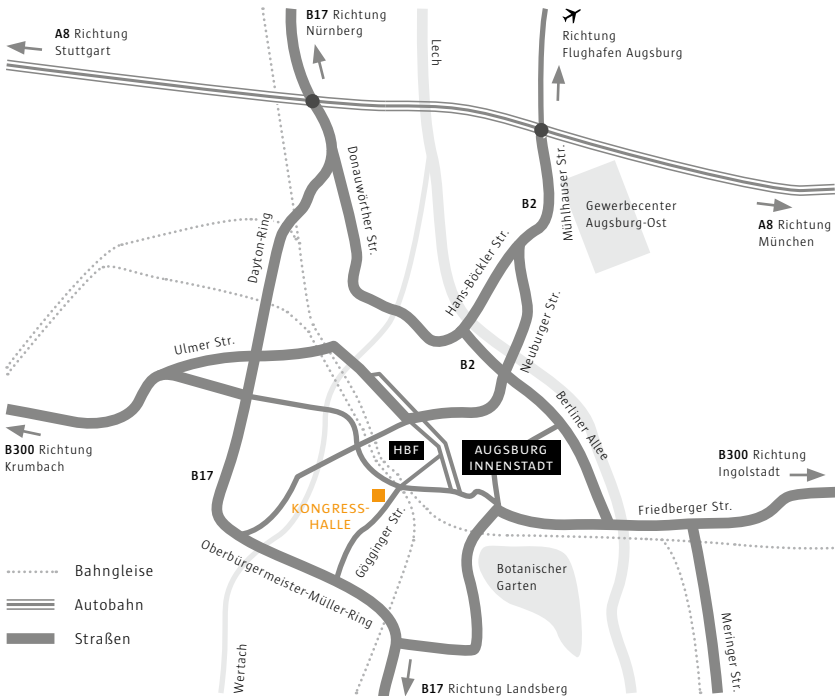 B17 Richtung
Nürnberg
A8 Richtung
Stuttgart
Lech
Richtung
Flughafen Augsburg
Donauwörther Str.
Mühlhauser Str.
B2
Gewerbecenter
Augsburg-Ost
A8 Richtung
München
Dayton-Ring
Hans-Böckler Str.
Neuburger Str.
Ulmer Str.
B2
Berliner Allee
B300 Richtung
Krumbach
HBF
AUGSBURG
INNENSTADT
B300 Richtung
Ingolstadt
B17
KONGRESS-
HALLE
Gögginger Str.
Friedberger Str.
Oberbürgermeister-Müller-Ring
Botanischer
Garten
Bahngleise
Autobahn
Straßen
Wertach
Meringer Str.
B17 Richtung Landsberg